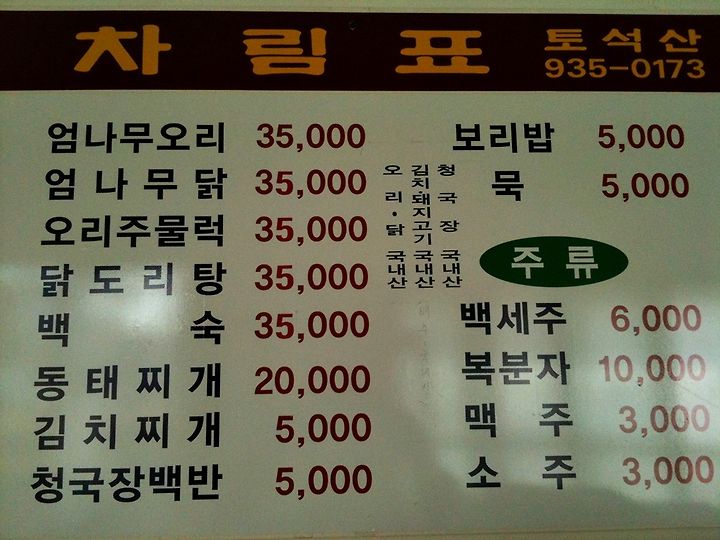 차림표
토석산
935-0173
엄나무오리 35,000
엄나무닭 35,000
오리주물럭 35,000
닭도리탕 35,000
백숙 35,000
동태찌개 20,000
김치찌개 5,000
청국장백반 5,000
청국장 국내산
김치·돼지고기 국내산
오리·닭 국내산
보리밥 5,000
묵 5,000
주류
백세주 6,000
복분자 10,000
맥주 3,000
소주 3,000